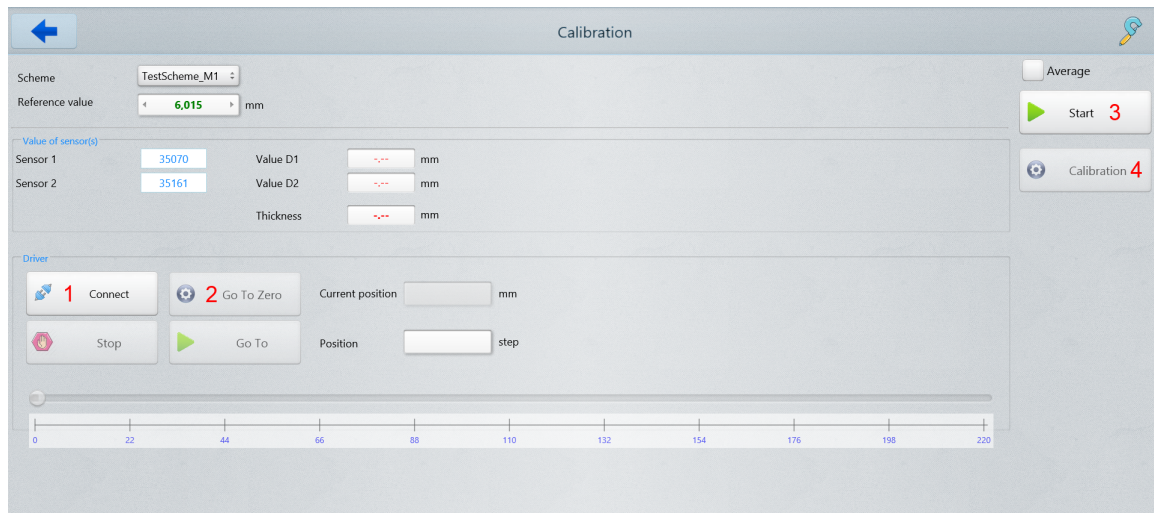 Calibration
Scheme TestScheme_M1
Average
Reference value 6,015 mm
Start 3
Value of sensor(s)
Sensor 1 35070 Value D1 -,-- mm
Calibration 4
Sensor 2 35161 Value D2 -,-- mm
Thickness -,-- mm
Driver
1 Connect 2 Go To Zero Current position mm
Stop Go To Position step
0 22 44 66 88 110 132 154 176 198 220